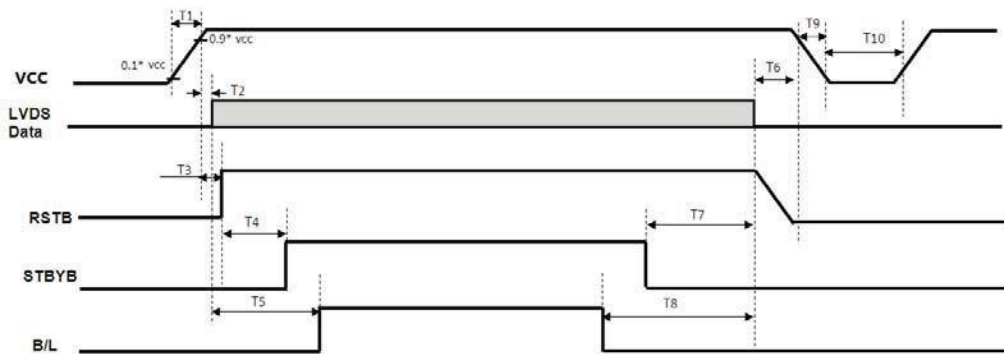 T1
T9
0.9* vcc
T10
0.1* vcc
VCC
T6
T2
LVDS
Data
T3
RSTB
T4
T7
STBYB
T5
T8
B/L